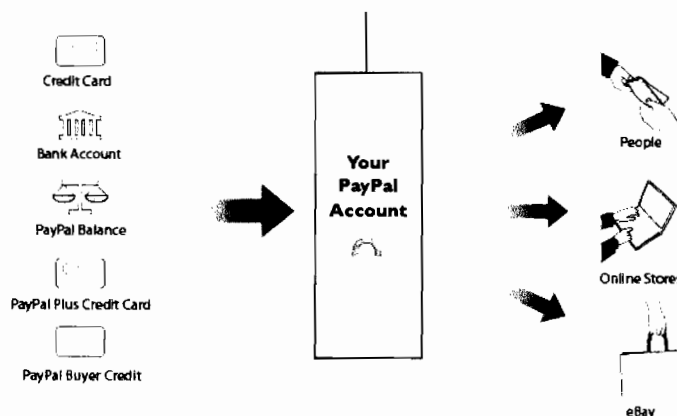 Credit Card
Bank Account
PayPal Balance
PayPal Plus Credit Card
PayPal Buyer Credit
Your
PayPal
Account
People
Online Stores
eBay